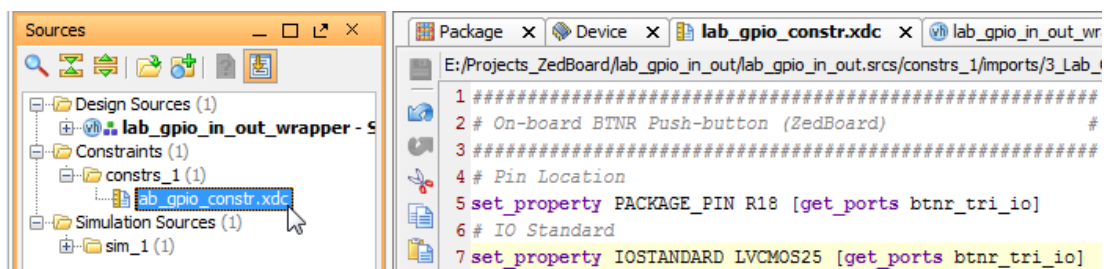 Sources
Design Sources (1)
lab_gpio_in_out_wrapper - S
Constraints (1)
constrs_1 (1)
ab_gpio_constr.xdc
Simulation Sources (1)
sim_1 (1)
Package Device lab_gpio_constr.xdc lab_gpio_in_out_wr
E:/Projects_ZedBoard/lab_gpio_in_out/lab_gpio_in_out.srcs/constrs_1/imports/3_Lab_
1 #########################################################
2 # On-board BTNR Push-button (ZedBoard) #
3 #########################################################
4 # Pin Location
5 set_property PACKAGE_PIN R18 [get_ports btnr_tri_io]
6 # IO Standard
7 set_property IOSTANDARD LVCMOS25 [get_ports btnr_tri_io]